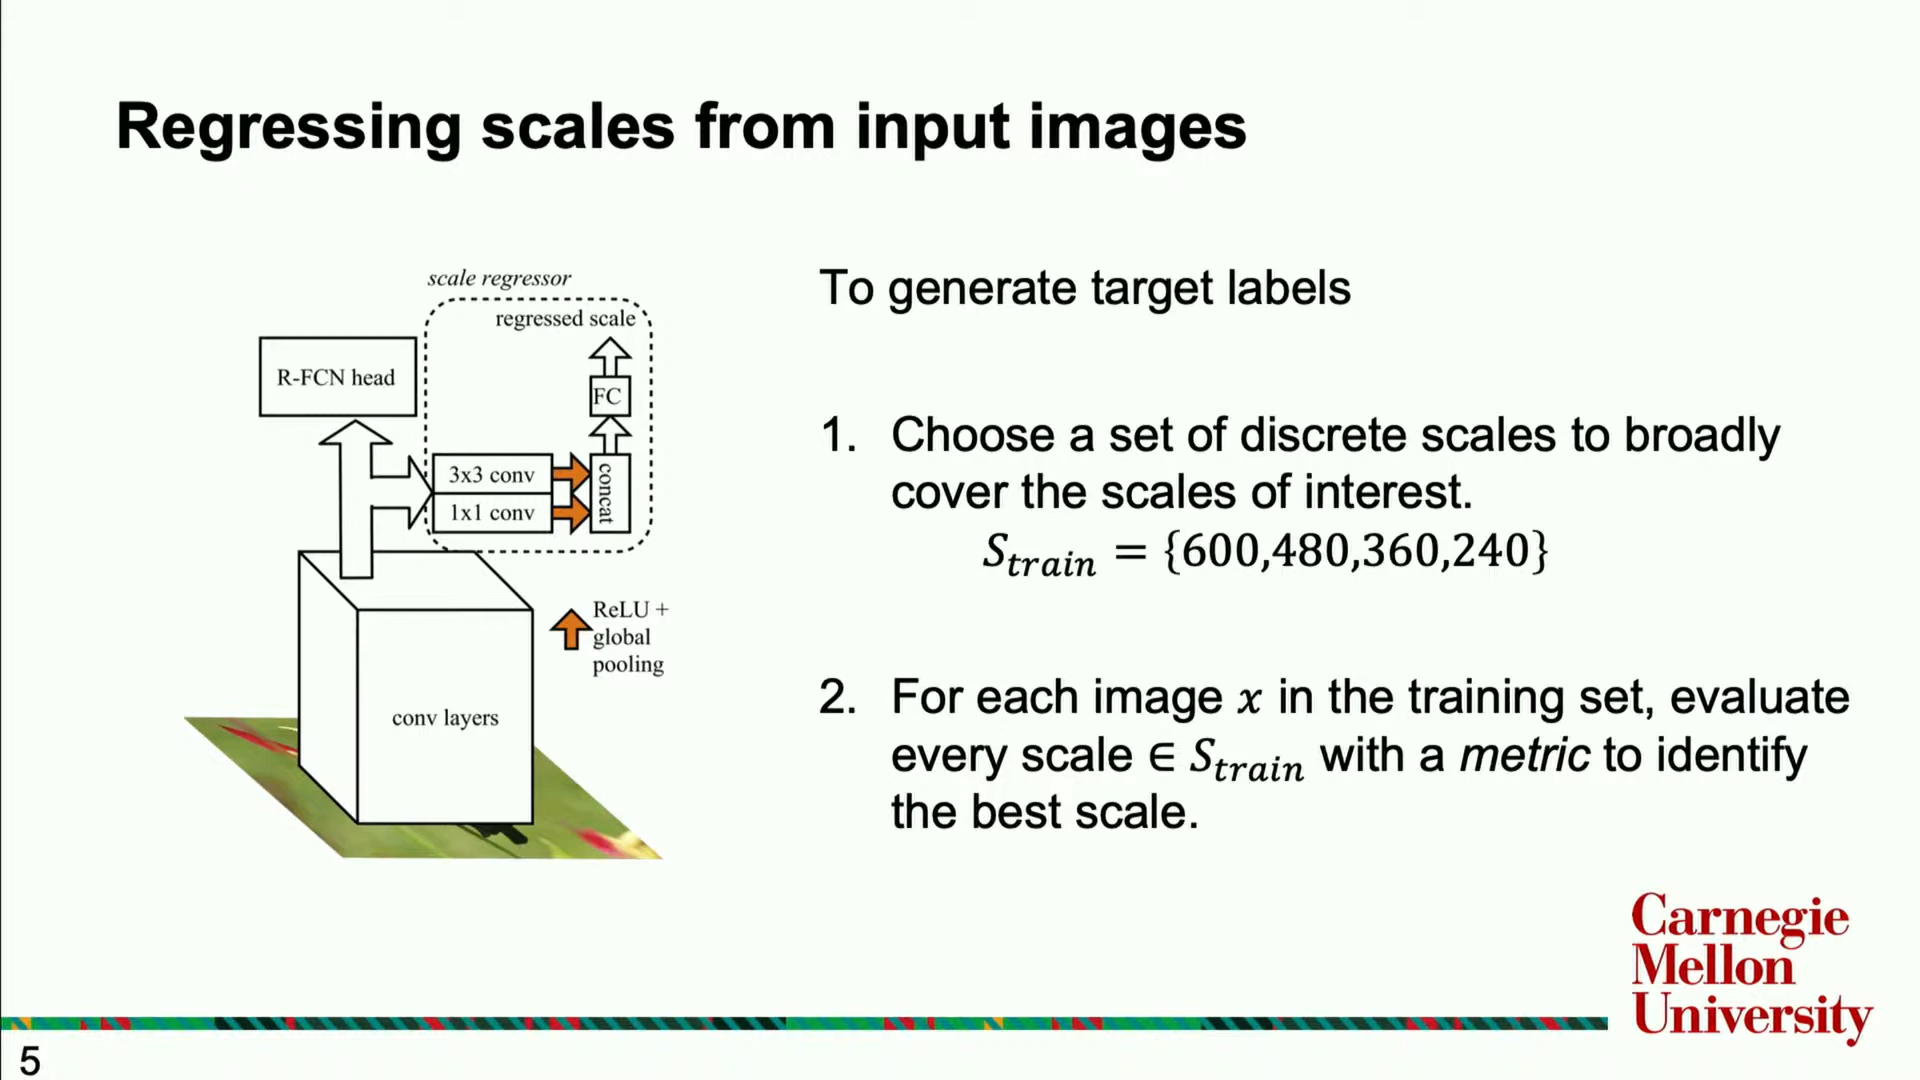 Regressing scales from input images
scale regressor
regressed scale
R-FCN head
FC
3x3 conv
1x1 conv
concat
ReLU +
global
pooling
conv layers
To generate target labels
1. Choose a set of discrete scales to broadly
cover the scales of interest.
S_train = {600,480,360,240}
2. For each image x in the training set, evaluate
every scale ∈ S_train with a metric to identify
the best scale.
Carnegie
Mellon
University
5